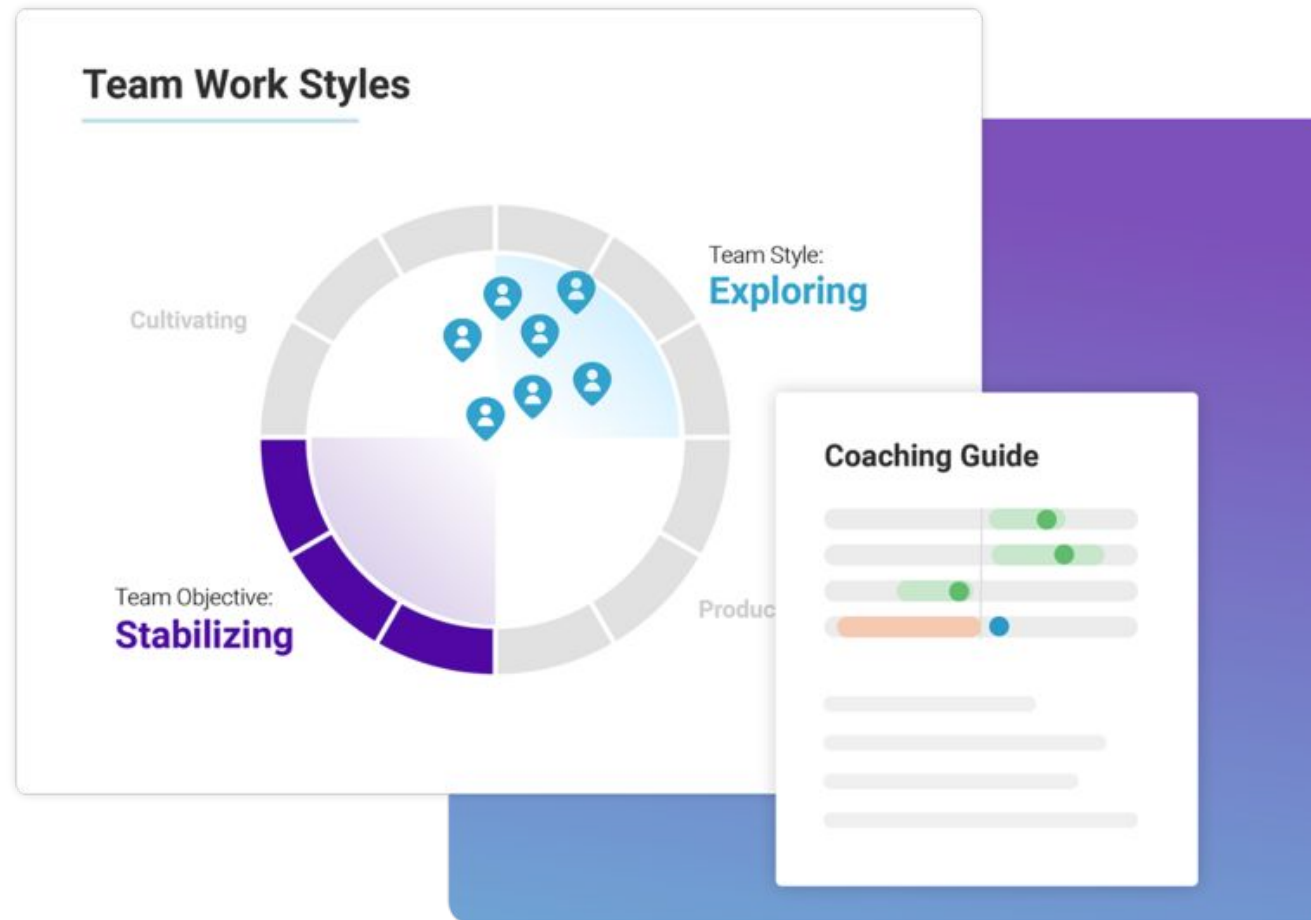 Team Work Styles
Team Style:
Exploring
Cultivating
Team Objective:
Stabilizing
Coaching Guide